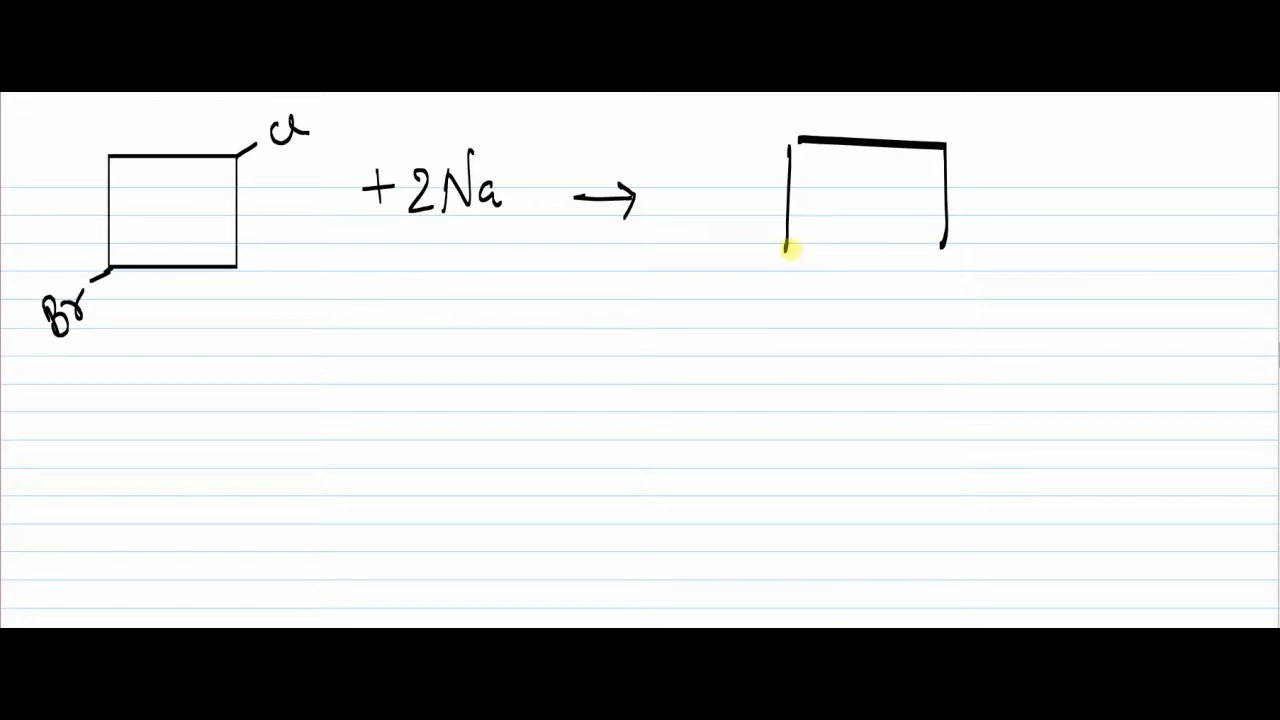 Cl
+ 2Na →
Br